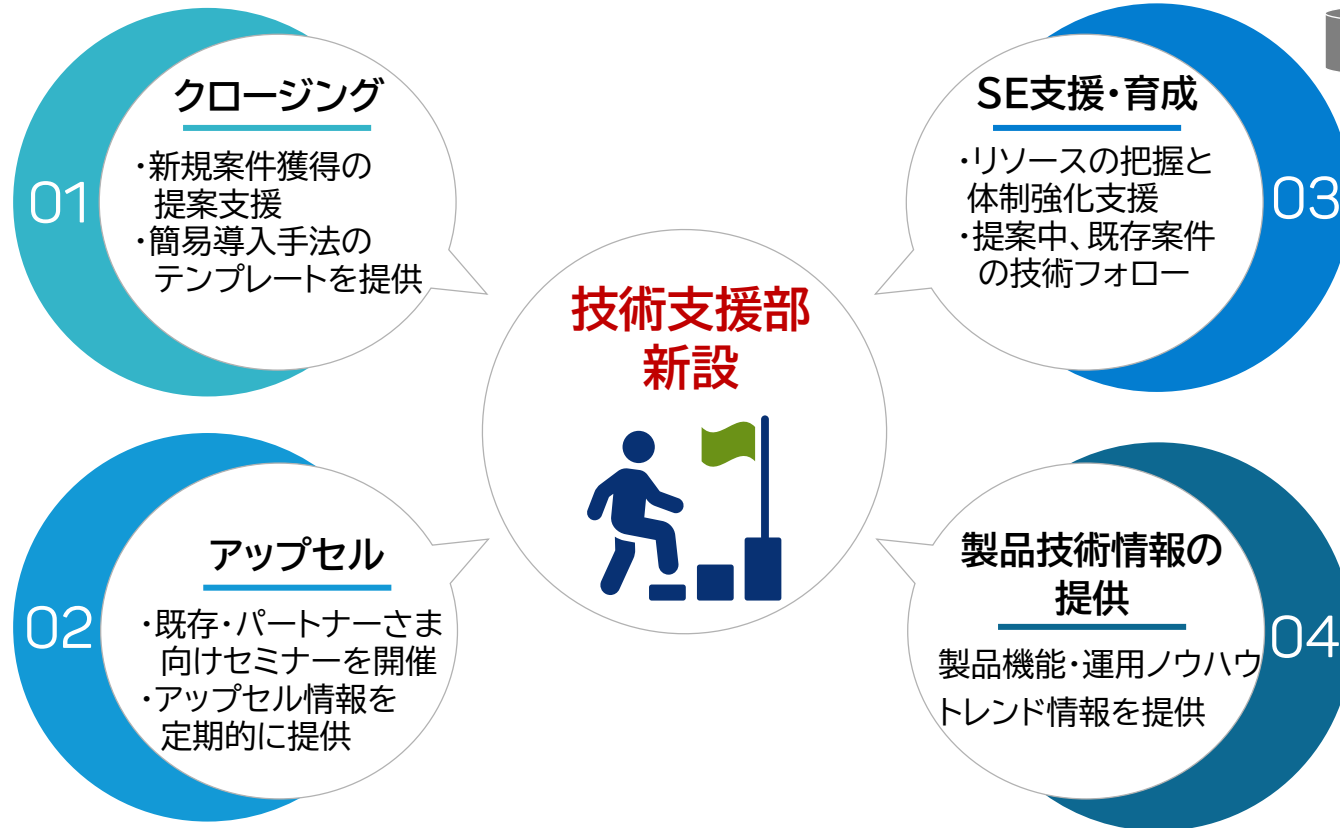 01
クロージング
・新規案件獲得の
提案支援
・簡易導入手法の
テンプレートを提供
02
アップセル
・既存・パートナーさま
向けセミナーを開催
・アップセル情報を
定期的に提供
技術支援部
新設
03
SE支援・育成
・リソースの把握と
体制強化支援
・提案中、既存案件
の技術フォロー
04
製品技術情報の
提供
製品機能・運用ノウハウ
トレンド情報を提供